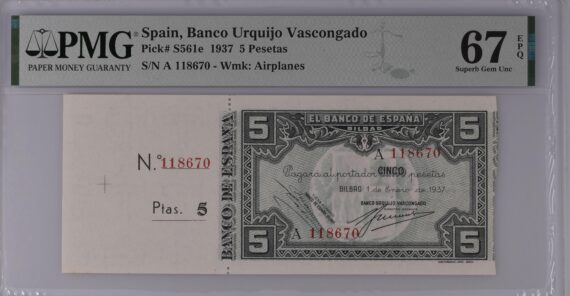 PMG
PAPER MONEY GUARANTY
Spain, Banco Urquijo Vascongado
Pick# S561e 1937 5 Pesetas
S/N A 118670 - Wmk: Airplanes
67
EPQ
Superb Gem Unc
N.º 118670
Ptas. 5
BANCO DE ESPAÑA
5
EL BANCO DE ESPAÑA
BILBAO
5
A 118670
Pagará al portador CINCO pesetas
BILBAO 1 de Enero de 1937
BANCO URQUIJO VASCONGADO
A 118670
5
5